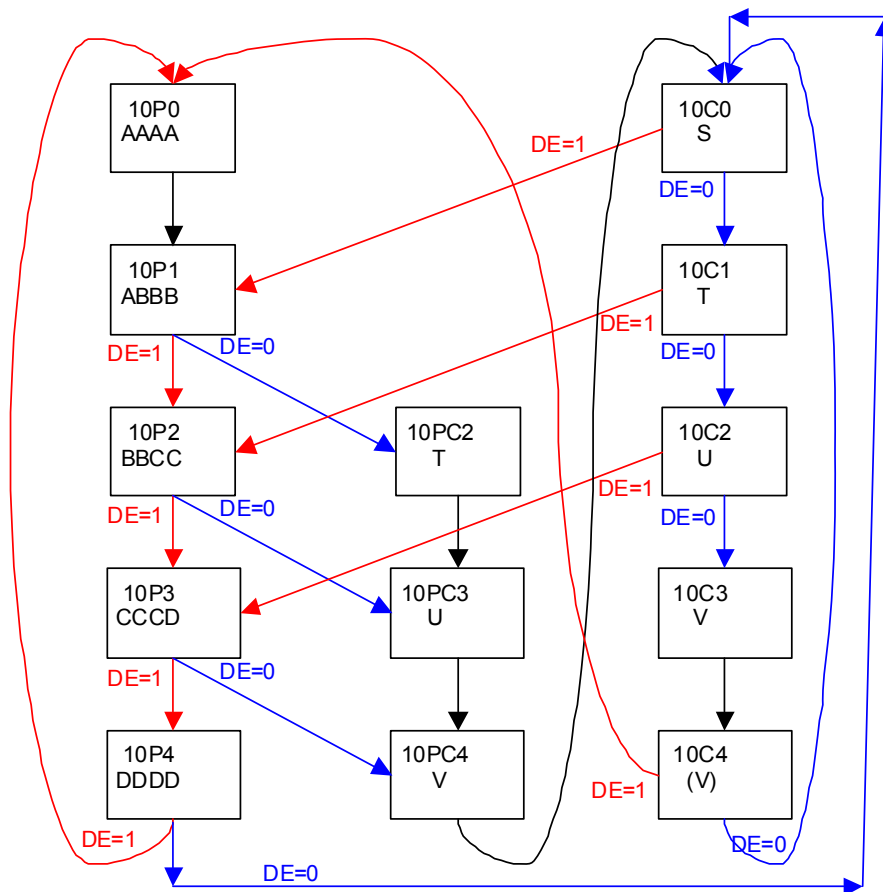 10P0
AAAA
10C0
S
DE=1
DE=0
10P1
ABBB
10C1
T
DE=1
DE=0
DE=1
DE=0
10P2
BBCC
10PC2
T
10C2
U
DE=1
DE=0
DE=1
DE=0
10P3
CCCD
10PC3
U
10C3
V
DE=1
DE=0
10P4
DDDD
10PC4
V
10C4
(V)
DE=1
DE=1
DE=0
DE=0